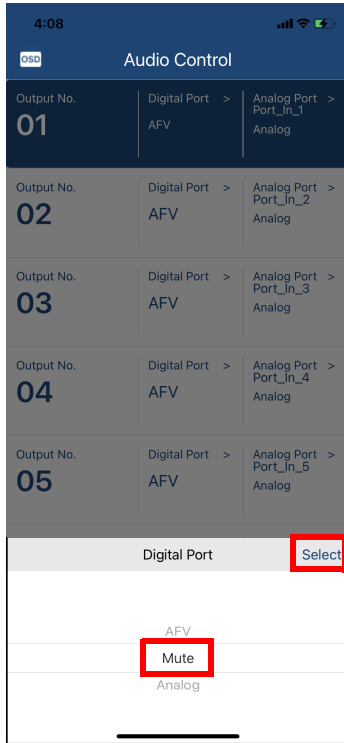 4:08
OSD
Audio Control
Output No.
01
Digital Port >
AFV
Analog Port >
Port_In_1
Analog
Output No.
02
Digital Port >
AFV
Analog Port >
Port_In_2
Analog
Output No.
03
Digital Port >
AFV
Analog Port >
Port_In_3
Analog
Output No.
04
Digital Port >
AFV
Analog Port >
Port_In_4
Analog
Output No.
05
Digital Port >
AFV
Analog Port >
Port_In_5
Analog
Digital Port
Select
AFV
Mute
Analog